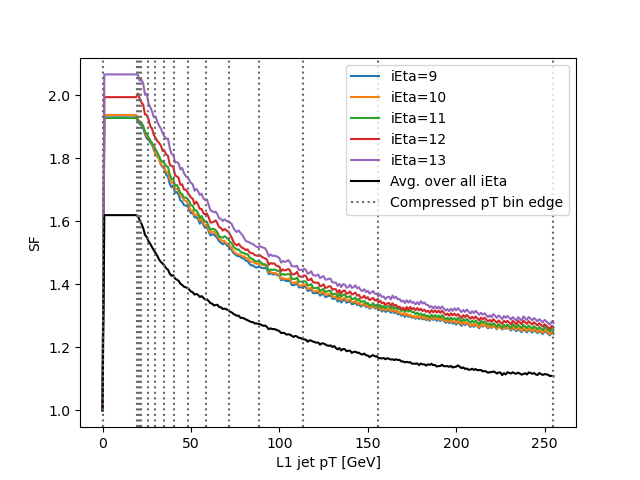 iEta=9
iEta=10
iEta=11
iEta=12
iEta=13
Avg. over all iEta
Compressed pT bin edge
SF
2.0
1.8
1.6
1.4
1.2
1.0
0
50
100
150
200
250
L1 jet pT [GeV]